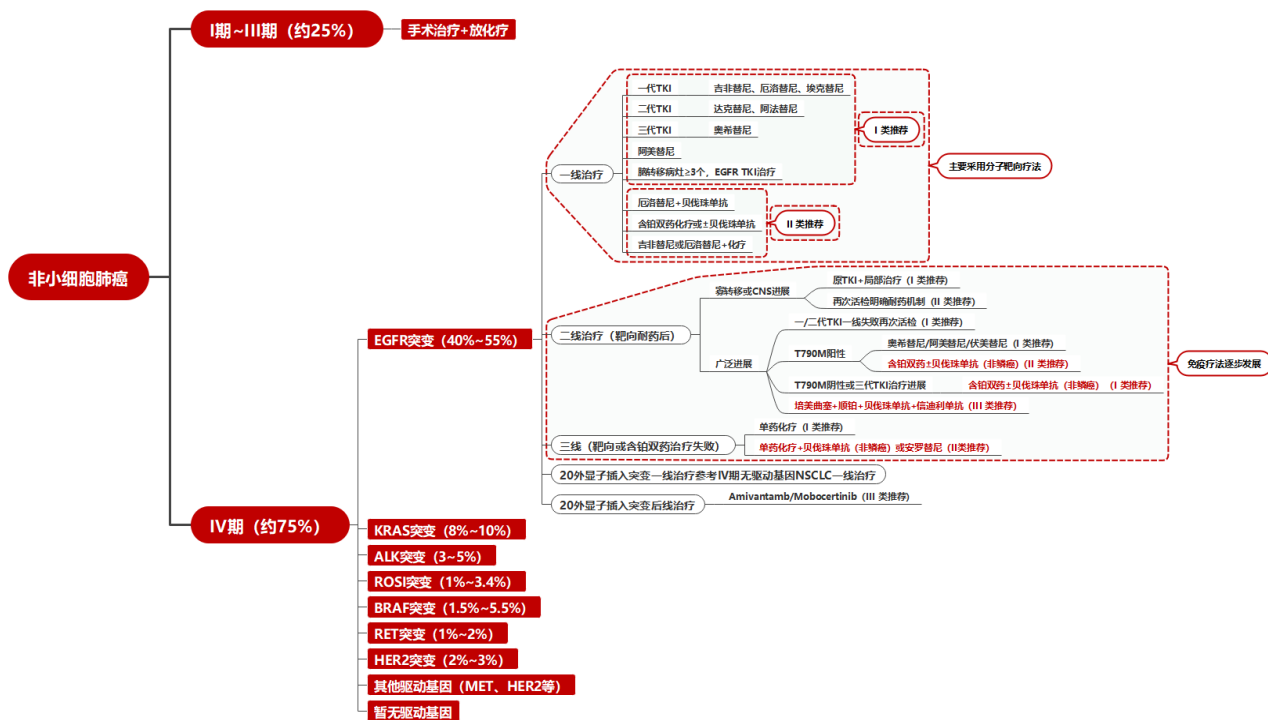 非小细胞肺癌
I期~III期（约25%）
手术治疗+放化疗
IV期（约75%）
EGFR突变（40%~55%）
一线治疗
一代TKI 吉非替尼、厄洛替尼、埃克替尼
二代TKI 达克替尼、阿法替尼
三代TKI 奥希替尼
阿美替尼
脑转移病灶≥3个，EGFR TKI治疗
I 类推荐
厄洛替尼+贝伐珠单抗
含铂双药化疗或±贝伐珠单抗
吉非替尼或厄洛替尼+化疗
II 类推荐
主要采用分子靶向疗法
二线治疗（靶向耐药后）
寡转移或CNS进展
原TKI+局部治疗（I 类推荐）
再次活检明确耐药机制（II 类推荐）
广泛进展
一/二代TKI一线失败再次活检（I 类推荐）
T790M阳性
奥希替尼/阿美替尼/伏美替尼（I 类推荐）
含铂双药±贝伐珠单抗（非鳞癌）（II 类推荐）
T790M阴性或三代TKI治疗进展 含铂双药±贝伐珠单抗（非鳞癌）（I 类推荐）
培美曲塞+顺铂+贝伐珠单抗+信迪利单抗（III 类推荐）
三线（靶向或含铂双药治疗失败）
单药化疗（I 类推荐）
单药化疗+贝伐珠单抗（非鳞癌）或安罗替尼（II类推荐）
免疫疗法逐步发展
20外显子插入突变一线治疗参考IV期无驱动基因NSCLC一线治疗
20外显子插入突变后线治疗 Amivantamb/Mobocertinib（III 类推荐）
KRAS突变（8%~10%）
ALK突变（3~5%）
ROSI突变（1%~3.4%）
BRAF突变（1.5%~5.5%）
RET突变（1%~2%）
HER2突变（2%~3%）
其他驱动基因（MET、HER2等）
暂无驱动基因